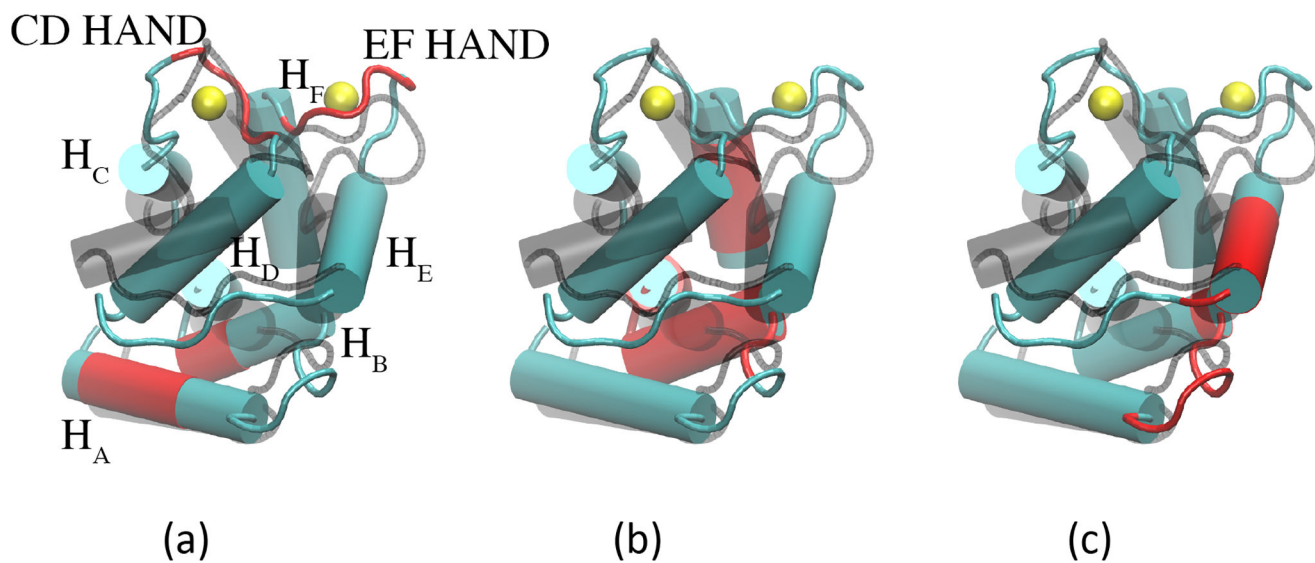 CD HAND
EF HAND
H_F
H_C
H_D
H_E
H_B
H_A
(a)
(b)
(c)